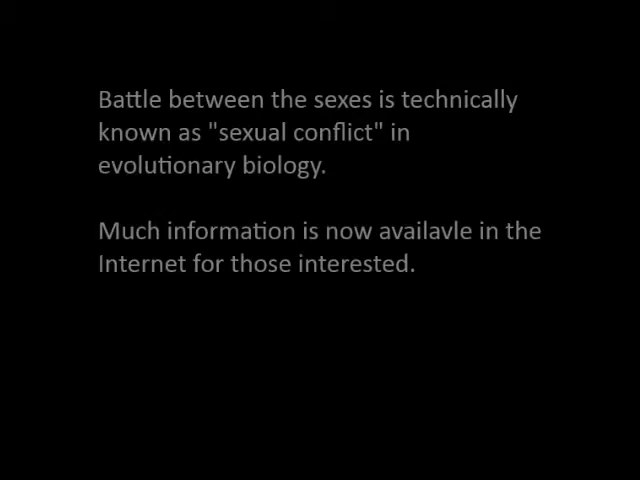 Battle between the sexes is technically
known as "sexual conflict" in
evolutionary biology.
Much information is now availavle in the
Internet for those interested.